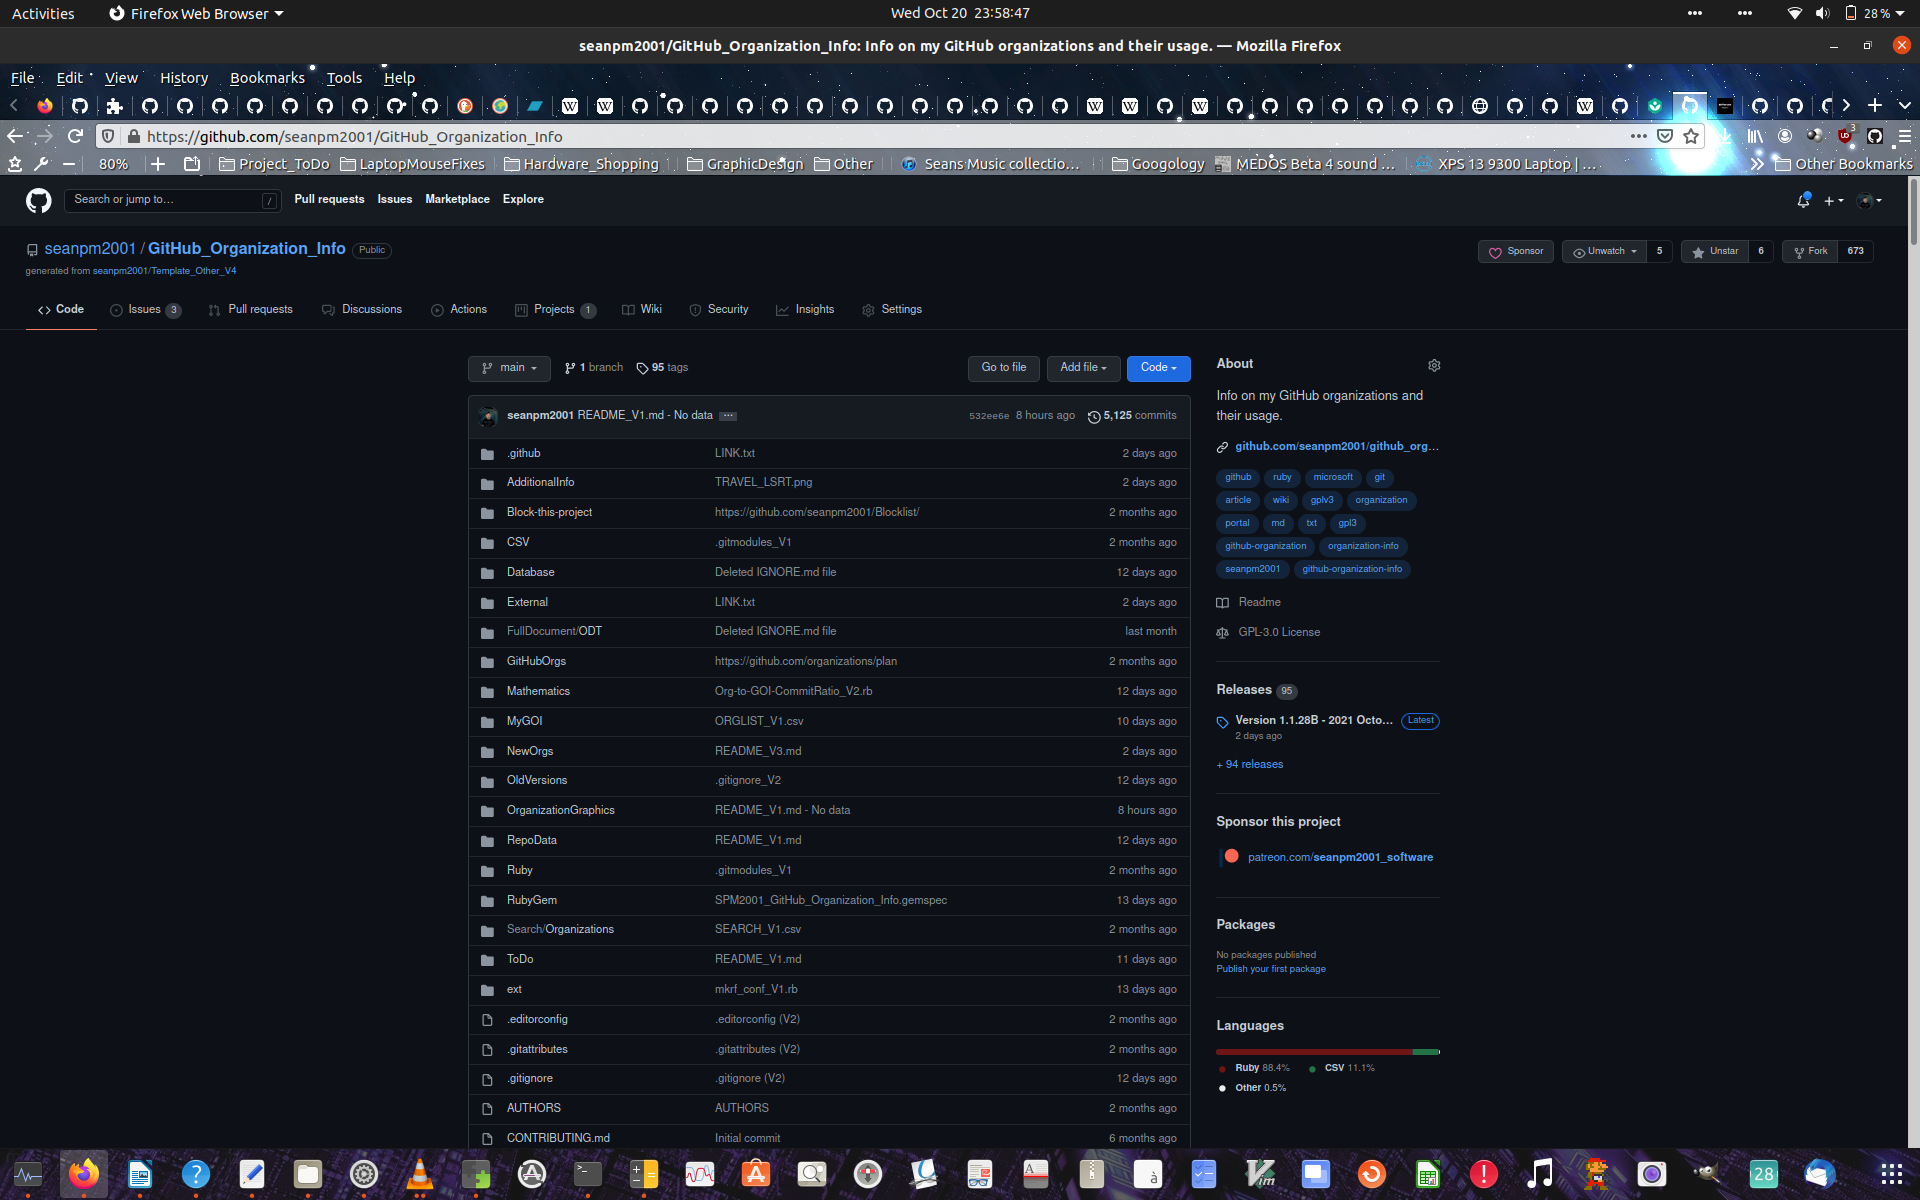 Activities
Firefox Web Browser
Wed Oct 20 23:58:47
28 %
seanpm2001/GitHub_Organization_Info: Info on my GitHub organizations and their usage. — Mozilla Firefox
File Edit View History Bookmarks Tools Help
https://github.com/seanpm2001/GitHub_Organization_Info
3
80%
Project_ToDo
LaptopMouseFixes
Hardware_Shopping
GraphicDesign
Other
Seans Music collectio…
Googology
MEDOS Beta 4 sound …
XPS 13 9300 Laptop | …
Other Bookmarks
Search or jump to…
/
Pull requests Issues Marketplace Explore
seanpm2001 / GitHub_Organization_Info Public
generated from seanpm2001/Template_Other_V4
Sponsor
Unwatch 5
Unstar 6
Fork 673
Code
Issues 3
Pull requests
Discussions
Actions
Projects 1
Wiki
Security
Insights
Settings
main
1 branch
95 tags
Go to file
Add file
Code
seanpm2001 README_V1.md - No data ... 532ee6e 8 hours ago 5,125 commits
.github LINK.txt 2 days ago
AdditionalInfo TRAVEL_LSRT.png 2 days ago
Block-this-project https://github.com/seanpm2001/Blocklist/ 2 months ago
CSV .gitmodules_V1 2 months ago
Database Deleted IGNORE.md file 12 days ago
External LINK.txt 2 days ago
FullDocument/ODT Deleted IGNORE.md file last month
GitHubOrgs https://github.com/organizations/plan 2 months ago
Mathematics Org-to-GOI-CommitRatio_V2.rb 12 days ago
MyGOI ORGLIST_V1.csv 10 days ago
NewOrgs README_V3.md 2 days ago
OldVersions .gitignore_V2 12 days ago
OrganizationGraphics README_V1.md - No data 8 hours ago
RepoData README_V1.md 12 days ago
Ruby .gitmodules_V1 2 months ago
RubyGem SPM2001_GitHub_Organization_Info.gemspec 13 days ago
Search/Organizations SEARCH_V1.csv 2 months ago
ToDo README_V1.md 11 days ago
ext mkrf_conf_V1.rb 13 days ago
.editorconfig .editorconfig (V2) 2 months ago
.gitattributes .gitattributes (V2) 2 months ago
.gitignore .gitignore (V2) 12 days ago
AUTHORS AUTHORS 2 months ago
CONTRIBUTING.md Initial commit 6 months ago
About
Info on my GitHub organizations and
their usage.
github.com/seanpm2001/github_org…
github ruby microsoft git
article wiki gplv3 organization
portal md txt gpl3
github-organization organization-info
seanpm2001 github-organization-info
Readme
GPL-3.0 License
Releases 95
Version 1.1.28B - 2021 Octo… Latest
2 days ago
+ 94 releases
Sponsor this project
patreon.com/seanpm2001_software
Packages
No packages published
Publish your first package
Languages
Ruby 88.4% CSV 11.1%
Other 0.5%
28